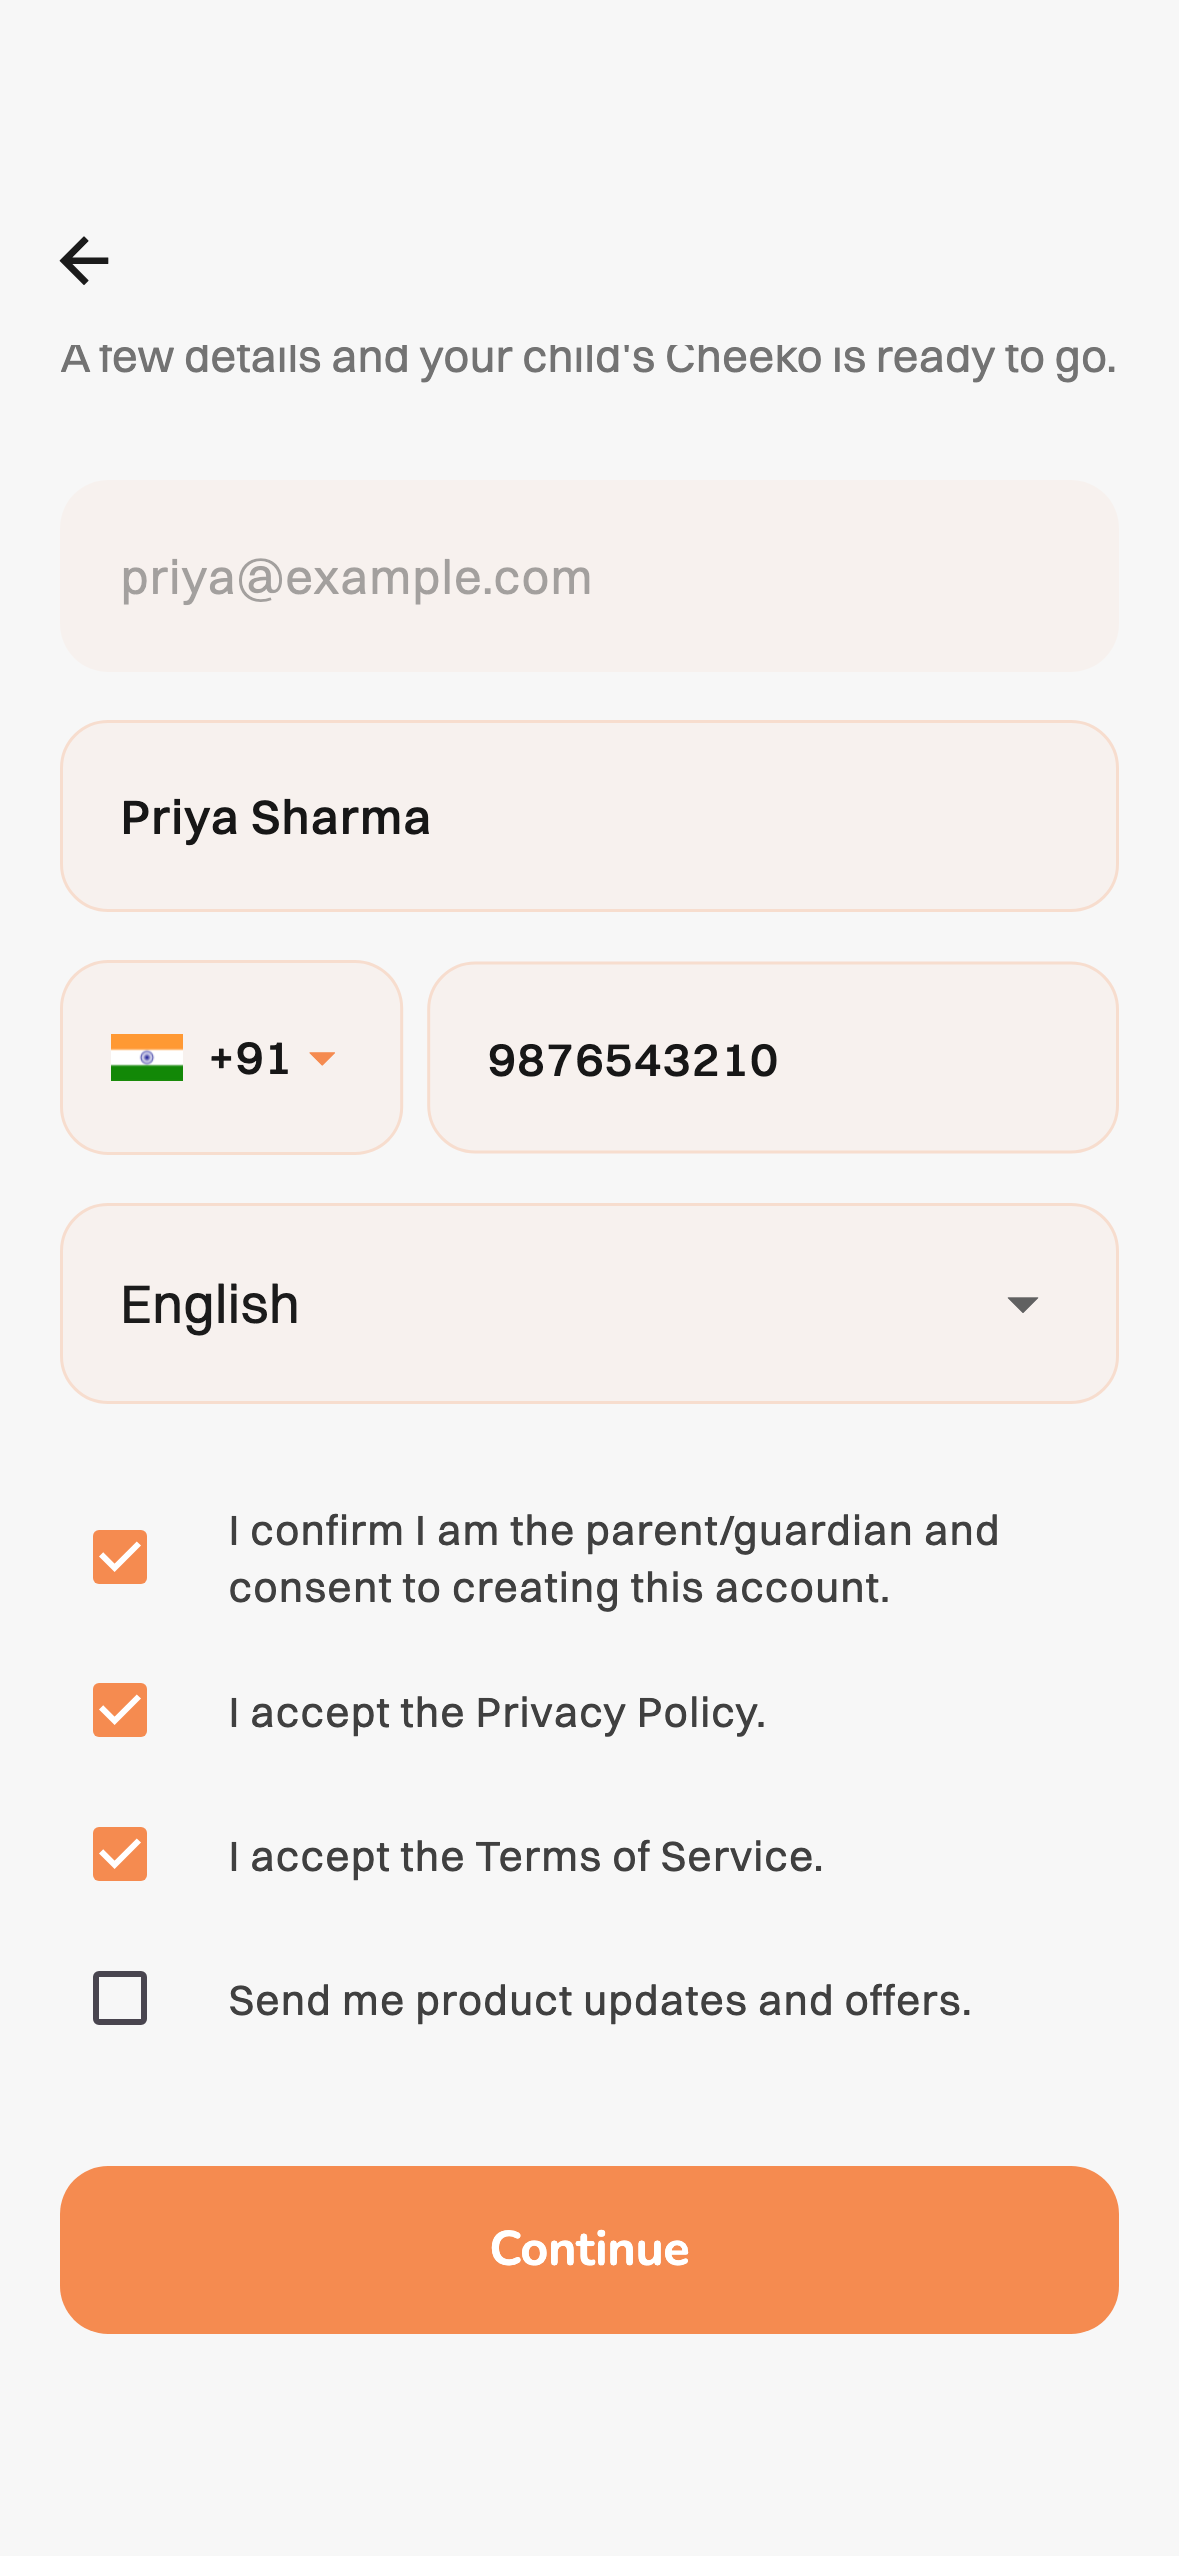 A few details and your child's Cheeko is ready to go.
priya@example.com
Priya Sharma
+91
9876543210
English
I confirm I am the parent/guardian and
consent to creating this account.
I accept the Privacy Policy.
I accept the Terms of Service.
Send me product updates and offers.
Continue